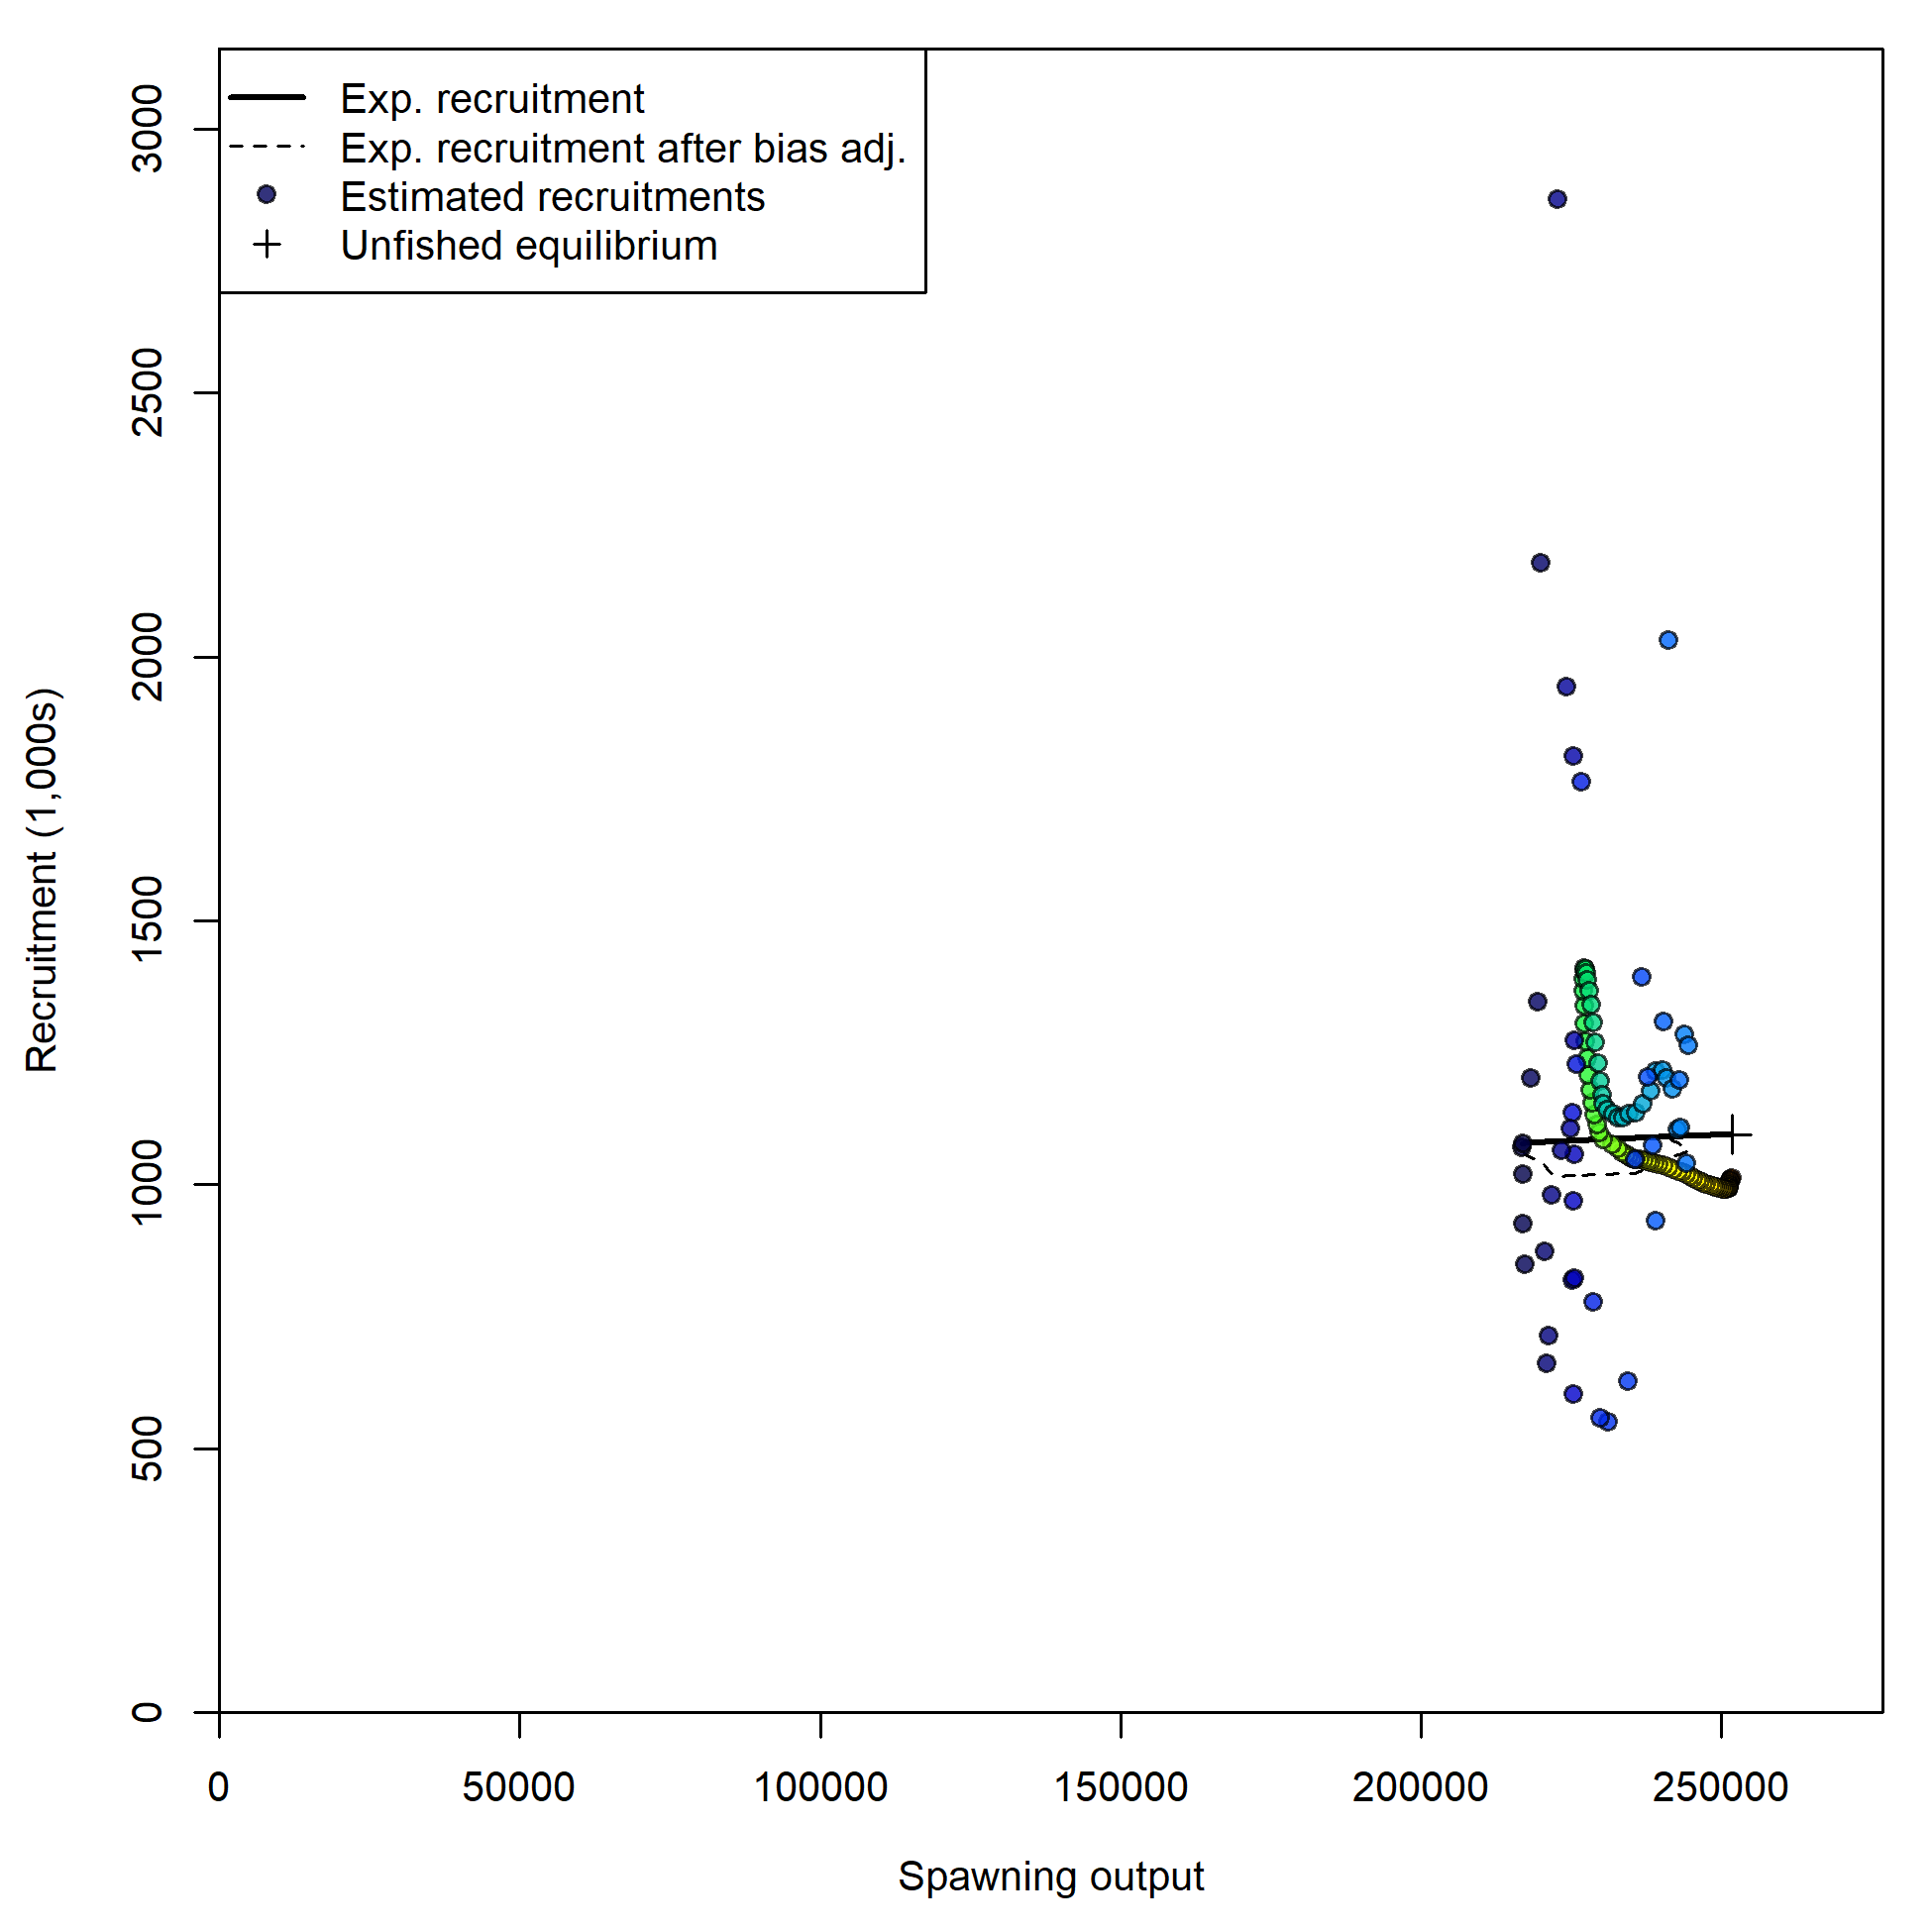 Exp. recruitment
Exp. recruitment after bias adj.
Estimated recruitments
Unfished equilibrium
3000
2500
2000
1500
1000
500
0
Recruitment (1,000s)
0 50000 100000 150000 200000 250000
Spawning output